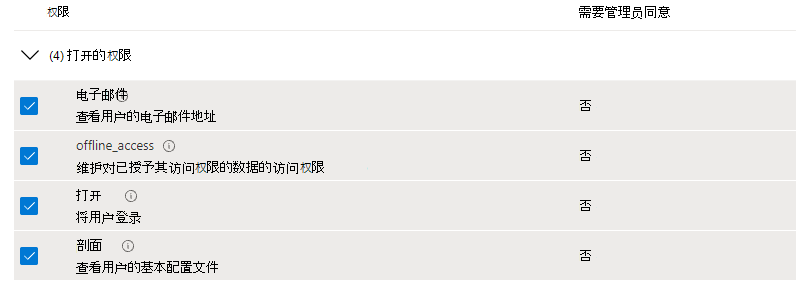 权限 需要管理员同意
(4) 打开的权限
电子邮件
查看用户的电子邮件地址 否
offline_access
维护对已授予其访问权限的数据的访问权限 否
打开
将用户登录 否
剖面
查看用户的基本配置文件 否